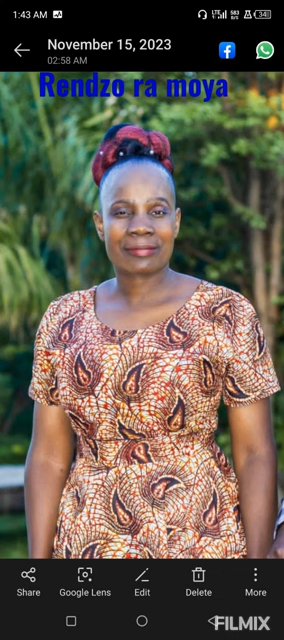 1:43 AM
34
November 15, 2023
02:58 AM
Rendzo ra moya
Share
Google Lens
Edit
Delete
More
FILMIX